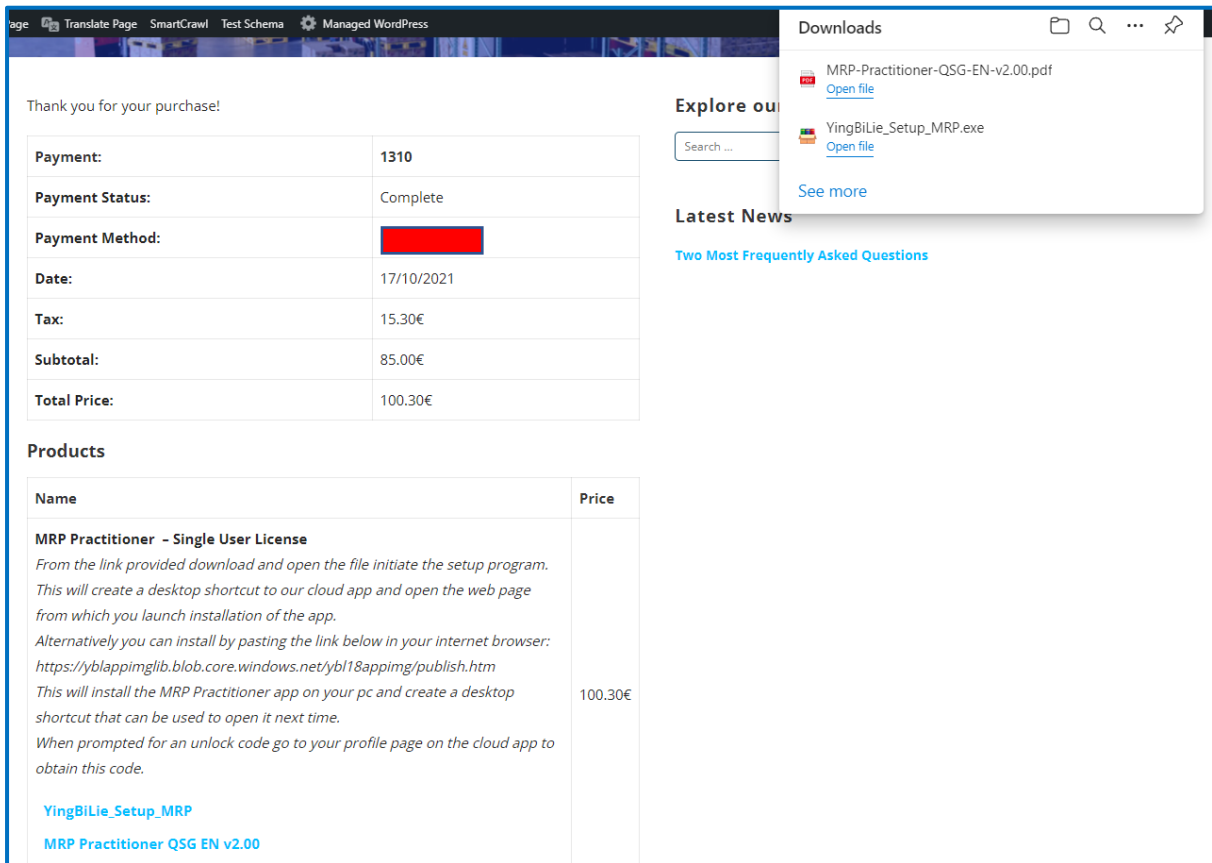 age Translate Page SmartCrawl Test Schema Managed WordPress
Downloads
MRP-Practitioner-QSG-EN-v2.00.pdf
Open file
YingBiLie_Setup_MRP.exe
Open file
See more
Thank you for your purchase!
Payment: 1310
Payment Status: Complete
Payment Method:
Date: 17/10/2021
Tax: 15.30€
Subtotal: 85.00€
Total Price: 100.30€
Explore ou
Search ...
Latest News
Two Most Frequently Asked Questions
Products
Name Price
MRP Practitioner – Single User License
From the link provided download and open the file initiate the setup program.
This will create a desktop shortcut to our cloud app and open the web page
from which you launch installation of the app.
Alternatively you can install by pasting the link below in your internet browser:
https://yblappimglib.blob.core.windows.net/ybl18appimg/publish.htm
This will install the MRP Practitioner app on your pc and create a desktop
shortcut that can be used to open it next time.
When prompted for an unlock code go to your profile page on the cloud app to
obtain this code.
100.30€
YingBiLie_Setup_MRP
MRP Practitioner QSG EN v2.00